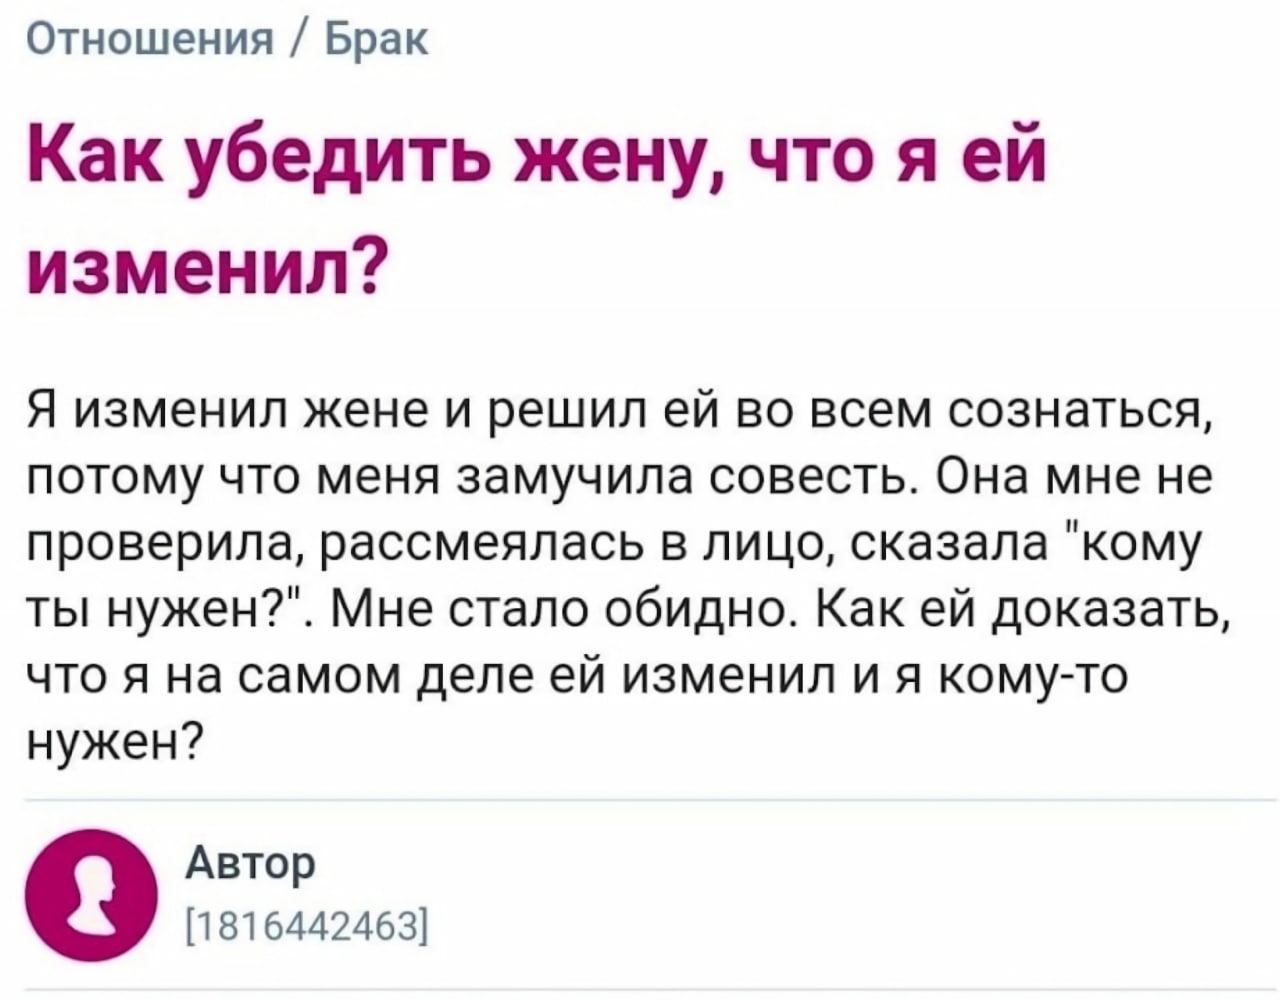 Отношения / Брак
Как убедить жену, что я ей
изменил?
Я изменил жене и решил ей во всем сознаться,
потому что меня замучила совесть. Она мне не
проверила, рассмеялась в лицо, сказала "кому
ты нужен?". Мне стало обидно. Как ей доказать,
что я на самом деле ей изменил и я кому-то
нужен?
Автор
[1816442463]